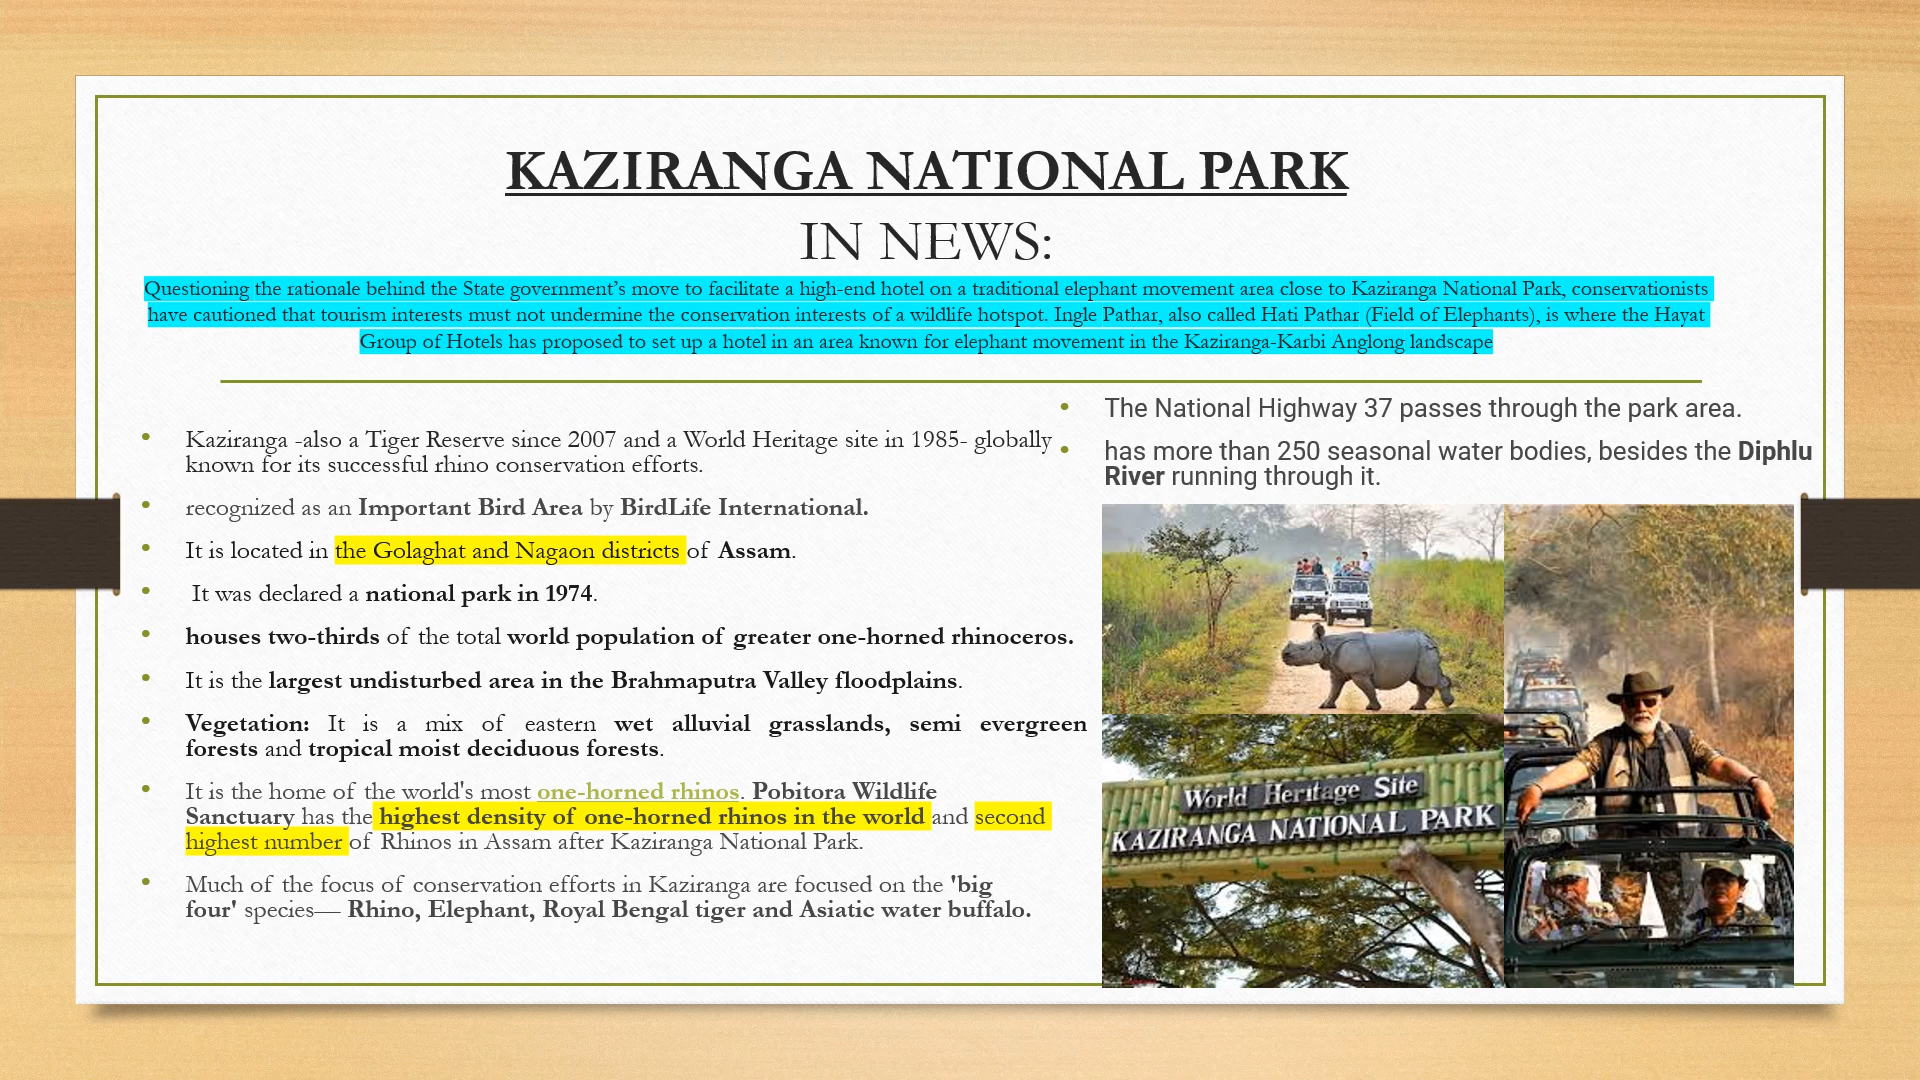 KAZIRANGA NATIONAL PARK
IN NEWS:
Questioning the rationale behind the State government’s move to facilitate a high-end hotel on a traditional elephant movement area close to Kaziranga National Park, conservationists
have cautioned that tourism interests must not undermine the conservation interests of a wildlife hotspot. Ingle Pathar, also called Hati Pathar (Field of Elephants), is where the Hayat
Group of Hotels has proposed to set up a hotel in an area known for elephant movement in the Kaziranga-Karbi Anglong landscape
• Kaziranga -also a Tiger Reserve since 2007 and a World Heritage site in 1985- globally
known for its successful rhino conservation efforts.
• recognized as an Important Bird Area by BirdLife International.
• It is located in the Golaghat and Nagaon districts of Assam.
• It was declared a national park in 1974.
• houses two-thirds of the total world population of greater one-horned rhinoceros.
• It is the largest undisturbed area in the Brahmaputra Valley floodplains.
• Vegetation: It is a mix of eastern wet alluvial grasslands, semi evergreen
forests and tropical moist deciduous forests.
• It is the home of the world's most one-horned rhinos. Pobitora Wildlife
Sanctuary has the highest density of one-horned rhinos in the world and second
highest number of Rhinos in Assam after Kaziranga National Park.
• Much of the focus of conservation efforts in Kaziranga are focused on the 'big
four' species— Rhino, Elephant, Royal Bengal tiger and Asiatic water buffalo.
• The National Highway 37 passes through the park area.
• has more than 250 seasonal water bodies, besides the Diphlu
River running through it.
World Heritage Site
KAZIRANGA NATIONAL PARK